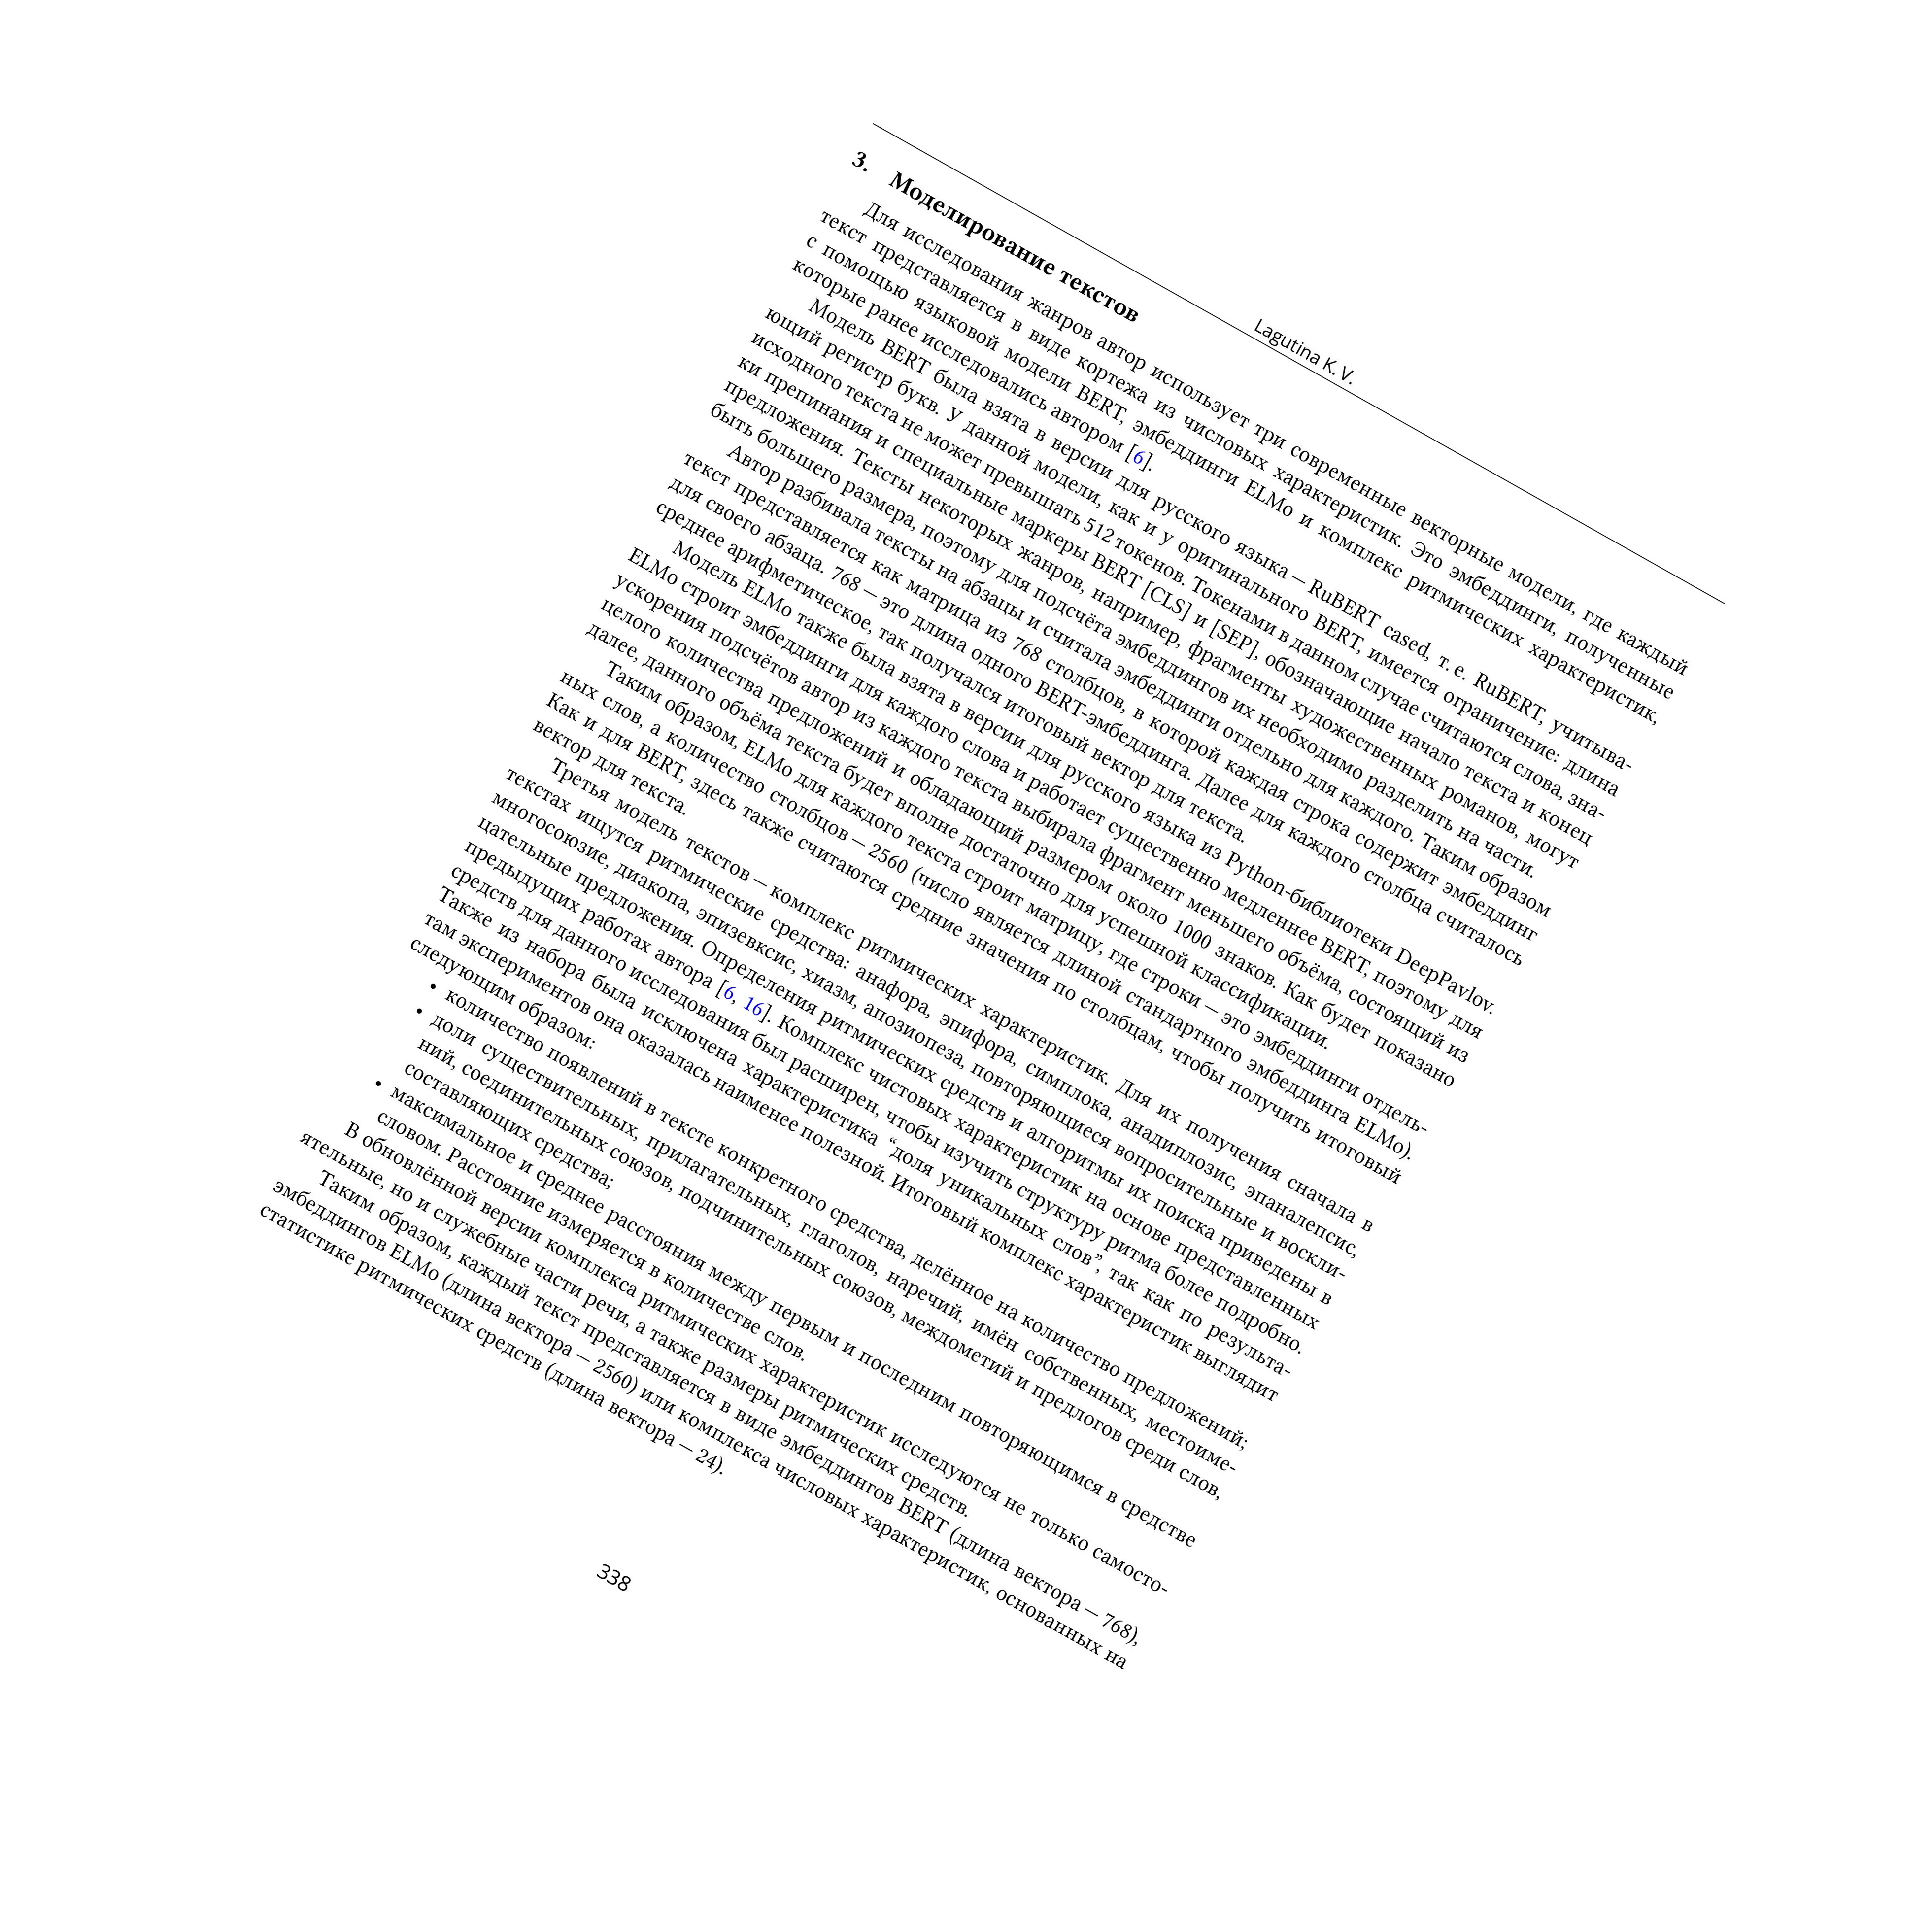 Lagutina K. V.
3. Моделирование текстов
Для исследования жанров автор использует три современные векторные модели, где каждый
текст представляется в виде кортежа из числовых характеристик. Это эмбеддинги, полученные
с помощью языковой модели BERT, эмбеддинги ELMo и комплекс ритмических характеристик,
которые ранее исследовались автором [6].
Модель BERT была взята в версии для русского языка — RuBERT cased, т. е. RuBERT, учитыва-
ющий регистр букв. У данной модели, как и у оригинального BERT, имеется ограничение: длина
исходного текста не может превышать 512 токенов. Токенами в данном случае считаются слова, зна-
ки препинания и специальные маркеры BERT [CLS] и [SEP], обозначающие начало текста и конец
предложения. Тексты некоторых жанров, например, фрагменты художественных романов, могут
быть большего размера, поэтому для подсчёта эмбеддингов их необходимо разделить на части.
Автор разбивала тексты на абзацы и считала эмбеддинги отдельно для каждого. Таким образом
текст представляется как матрица из 768 столбцов, в которой каждая строка содержит эмбеддинг
для своего абзаца. 768 — это длина одного BERT-эмбеддинга. Далее для каждого столбца считалось
среднее арифметическое, так получался итоговый вектор для текста.
Модель ELMo также была взята в версии для русского языка из Python-библиотеки DeepPavlov.
ELMo строит эмбеддинги для каждого слова и работает существенно медленнее BERT, поэтому для
ускорения подсчётов автор из каждого текста выбирала фрагмент меньшего объёма, состоящий из
целого количества предложений и обладающий размером около 1000 знаков. Как будет показано
далее, данного объёма текста будет вполне достаточно для успешной классификации.
Таким образом, ELMo для каждого текста строит матрицу, где строки — это эмбеддинги отдель-
ных слов, а количество столбцов — 2560 (число является длиной стандартного эмбеддинга ELMo).
Как и для BERT, здесь также считаются средние значения по столбцам, чтобы получить итоговый
вектор для текста.
Третья модель текстов — комплекс ритмических характеристик. Для их получения сначала в
текстах ищутся ритмические средства: анафора, эпифора, симплока, анадиплозис, эпаналепсис,
многосоюзие, диакопа, эпизевксис, хиазм, апозиопеза, повторяющиеся вопросительные и воскли-
цательные предложения. Определения ритмических средств и алгоритмы их поиска приведены в
предыдущих работах автора [6, 16]. Комплекс чистовых характеристик на основе представленных
средств для данного исследования был расширен, чтобы изучить структуру ритма более подробно.
Также из набора была исключена характеристика “доля уникальных слов”, так как по результа-
там экспериментов она оказалась наименее полезной. Итоговый комплекс характеристик выглядит
следующим образом:
• количество появлений в тексте конкретного средства, делённое на количество предложений;
• доли существительных, прилагательных, глаголов, наречий, имён собственных, местоиме-
ний, соединительных союзов, подчинительных союзов, междометий и предлогов среди слов,
составляющих средства;
• максимальное и среднее расстояния между первым и последним повторяющимся в средстве
словом. Расстояние измеряется в количестве слов.
В обновлённой версии комплекса ритмических характеристик исследуются не только самосто-
ятельные, но и служебные части речи, а также размеры ритмических средств.
Таким образом, каждый текст представляется в виде эмбеддингов BERT (длина вектора — 768),
эмбеддингов ELMo (длина вектора — 2560) или комплекса числовых характеристик, основанных на
статистике ритмических средств (длина вектора — 24).
338